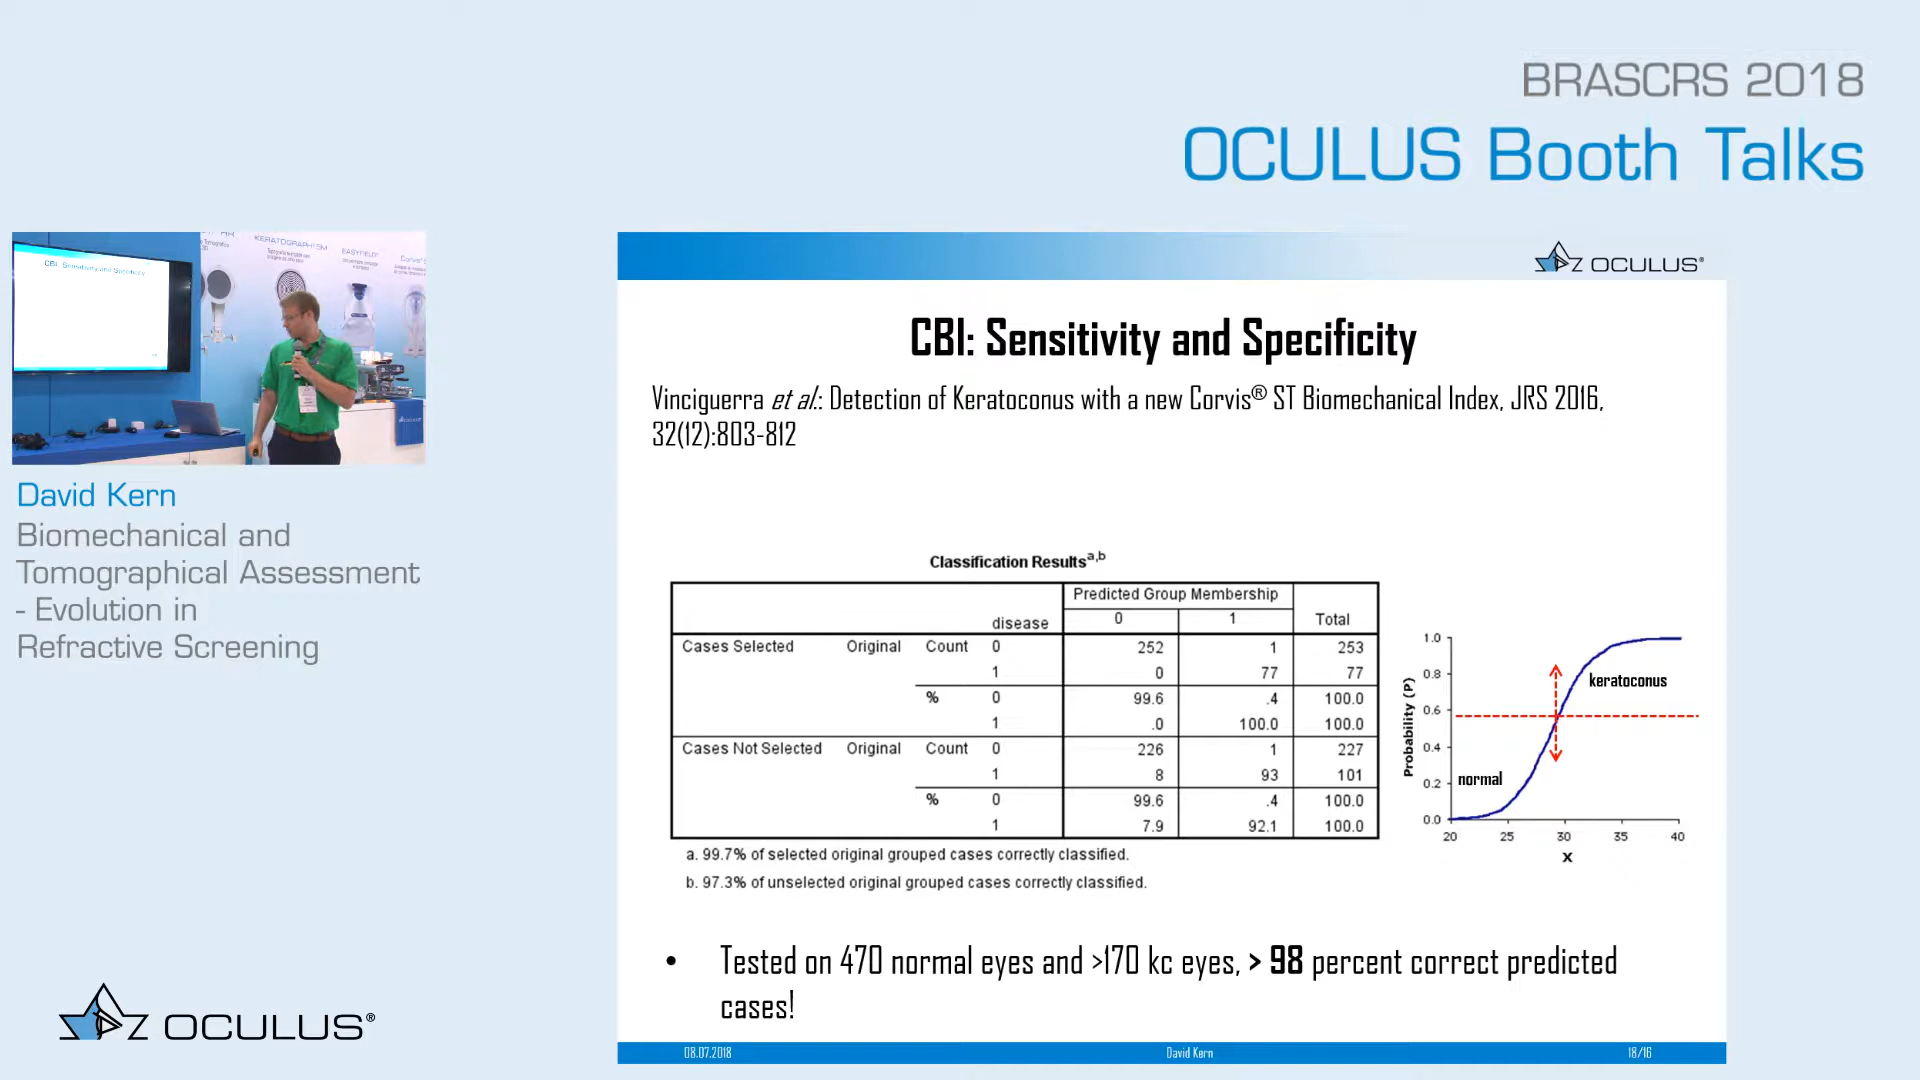 BRASCRS 2018
OCULUS Booth Talks
CBI: Sensitivity and Specificity
KERATOGRAPH 5M
EASYFIELD®
David Kern
Biomechanical and
Tomographical Assessment
- Evolution in
Refractive Screening
OCULUS®
OCULUS®
CBI: Sensitivity and Specificity
Vinciguerra et al.: Detection of Keratoconus with a new Corvis® ST Biomechanical Index, JRS 2016,
32(12):803-812
Classification Results a,b
Predicted Group Membership
disease 0 1 Total
Cases Selected Original Count 0 252 1 253
1 0 77 77
% 0 99.6 .4 100.0
1 .0 100.0 100.0
Cases Not Selected Original Count 0 226 1 227
1 8 93 101
% 0 99.6 .4 100.0
1 7.9 92.1 100.0
a. 99.7% of selected original grouped cases correctly classified.
b. 97.3% of unselected original grouped cases correctly classified.
Probability (P)
1.0
0.8
0.6
0.4
0.2
0.0
keratoconus
normal
20 25 30 35 40
X
• Tested on 470 normal eyes and >170 kc eyes, > 98 percent correct predicted
cases!
08.07.2018 David Kern 18/16